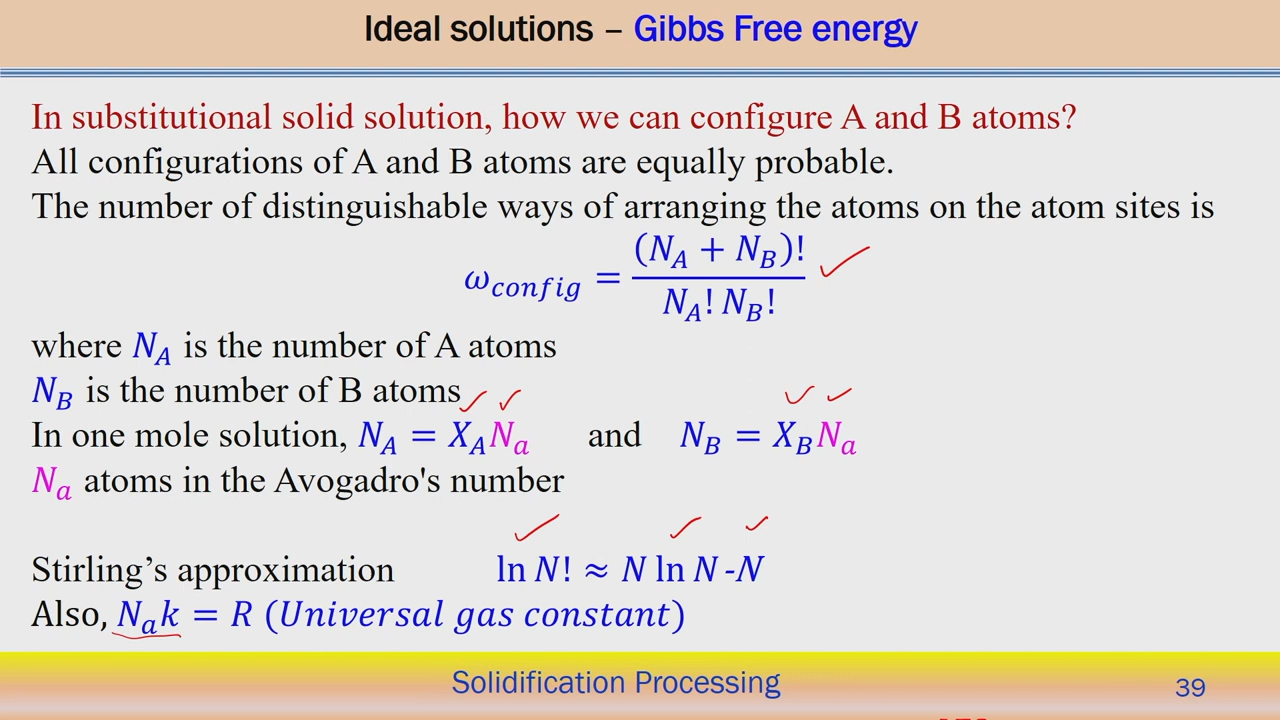 Ideal solutions – Gibbs Free energy
In substitutional solid solution, how we can configure A and B atoms?
All configurations of A and B atoms are equally probable.
The number of distinguishable ways of arranging the atoms on the atom sites is
ω_config = (N_A + N_B)! / N_A! N_B!
where N_A is the number of A atoms
N_B is the number of B atoms
In one mole solution, N_A = X_A N_a and N_B = X_B N_a
N_a atoms in the Avogadro's number
Stirling’s approximation ln N! ≈ N ln N -N
Also, N_a k = R (Universal gas constant)
Solidification Processing
39